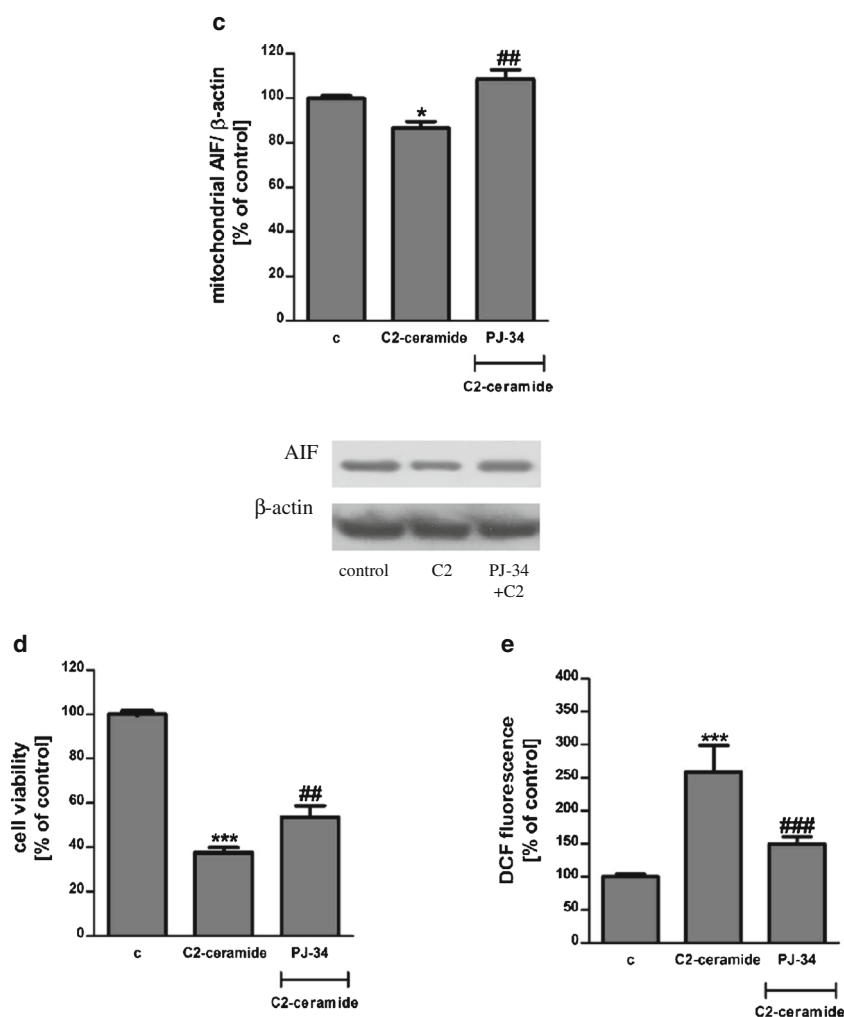 c
mitochondrial AIF/ β-actin
[% of control]
120
100
80
60
40
20
0
*
##
c
C2-ceramide
PJ-34
C2-ceramide
AIF
β-actin
control
C2
PJ-34
+C2
d
cell viability
[% of control]
120
100
80
60
40
20
0
***
##
c
C2-ceramide
PJ-34
C2-ceramide
e
DCF fluorescence
[% of control]
400
350
300
250
200
150
100
50
0
***
###
c
C2-ceramide
PJ-34
C2-ceramide